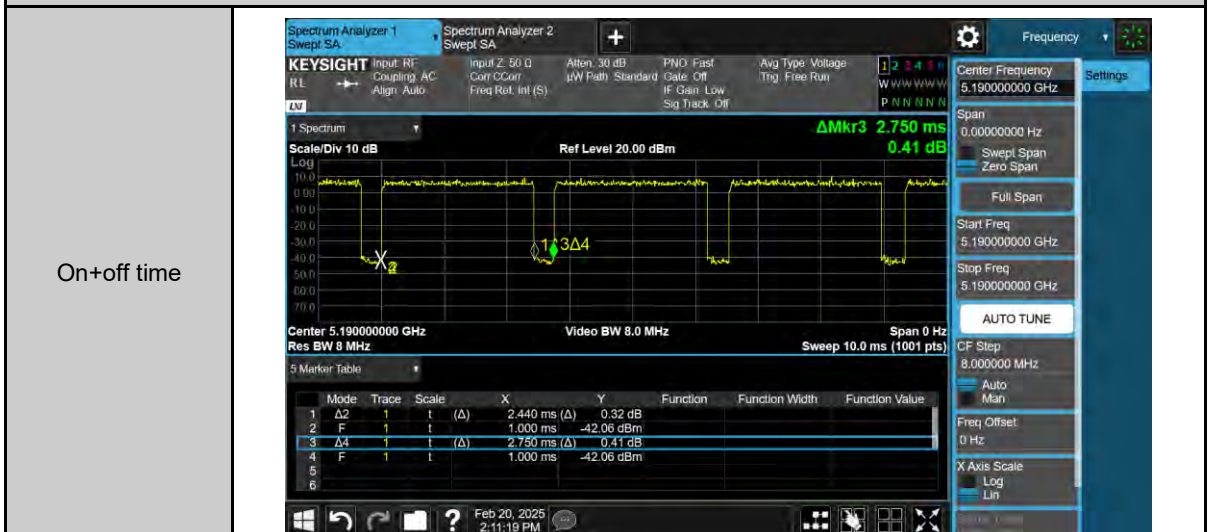 On+off time
Spectrum Analyzer 1
Swept SA
Spectrum Analyzer 2
Swept SA
+
Frequency
KEYSIGHT
RL
LXI
Input: RF
Coupling: AC
Align: Auto
Input Z: 50 Ω
Corr CCorr
Freq Ref: Int (S)
Atten: 30 dB
µW Path: Standard
PNO: Fast
Gate: Off
IF Gain: Low
Sig Track: Off
Avg Type: Voltage
Trig: Free Run
1 2 3 4 5 6
W W W W W W
P N N N N N
Center Frequency
5.190000000 GHz
Settings
Span
0.00000000 Hz
Swept Span
Zero Span
Full Span
Start Freq
5.190000000 GHz
Stop Freq
5.190000000 GHz
AUTO TUNE
CF Step
8.000000 MHz
Auto
Man
Freq Offset
0 Hz
X Axis Scale
Log
Lin
1 Spectrum
ΔMkr3 2.750 ms
0.41 dB
Scale/Div 10 dB
Ref Level 20.00 dBm
Log
10.0
0.00
-10.0
-20.0
-30.0
-40.0
-50.0
-60.0
-70.0
3Δ4
Center 5.190000000 GHz
Video BW 8.0 MHz
Span 0 Hz
Res BW 8 MHz
Sweep 10.0 ms (1001 pts)
5 Marker Table
Mode Trace Scale X Y Function Function Width Function Value
1 Δ2 1 t (Δ) 2.440 ms (Δ) 0.32 dB
2 F 1 t 1.000 ms -42.06 dBm
3 Δ4 1 t (Δ) 2.750 ms (Δ) 0.41 dB
4 F 1 t 1.000 ms -42.06 dBm
5
6
?
Feb 20, 2025
2:11:19 PM